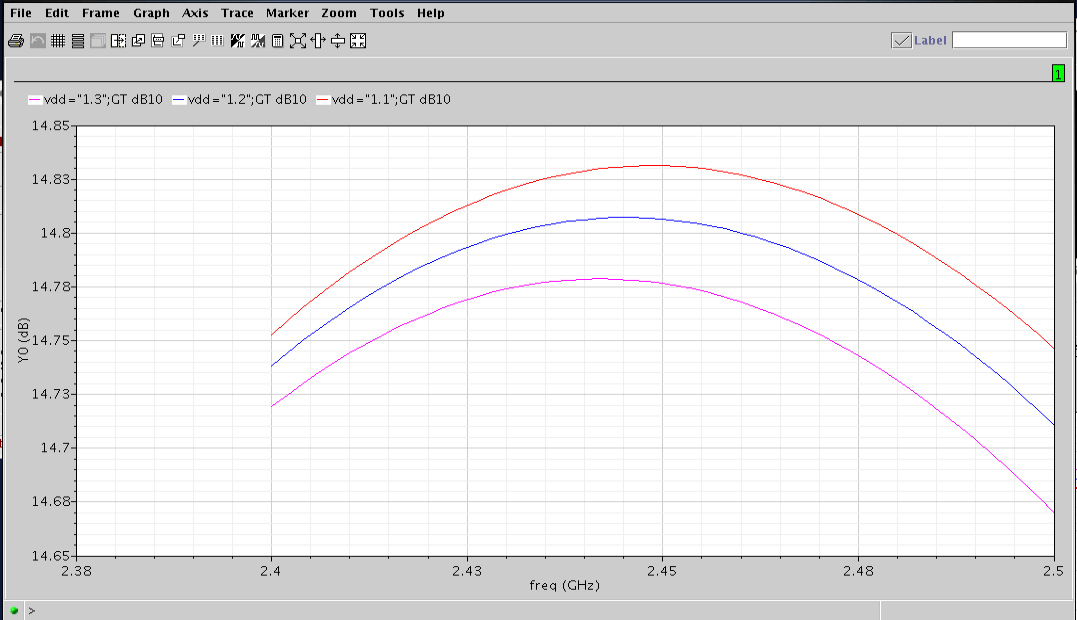 File Edit Frame Graph Axis Trace Marker Zoom Tools Help
Label
1
vdd="1.3";GT dB10 vdd="1.2";GT dB10 vdd="1.1";GT dB10
14.85
14.83
14.8
14.78
14.75
14.73
14.7
14.68
14.65
Y0 (dB)
2.38 2.4 2.43 2.45 2.48 2.5
freq (GHz)
>